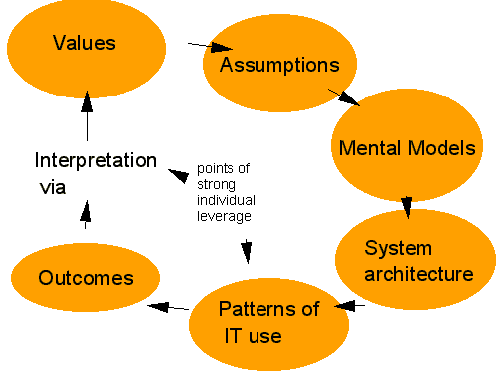 Values
Assumptions
Mental Models
System
architecture
Patterns of
IT use
Outcomes
Interpretation
via
points of
strong
individual
leverage